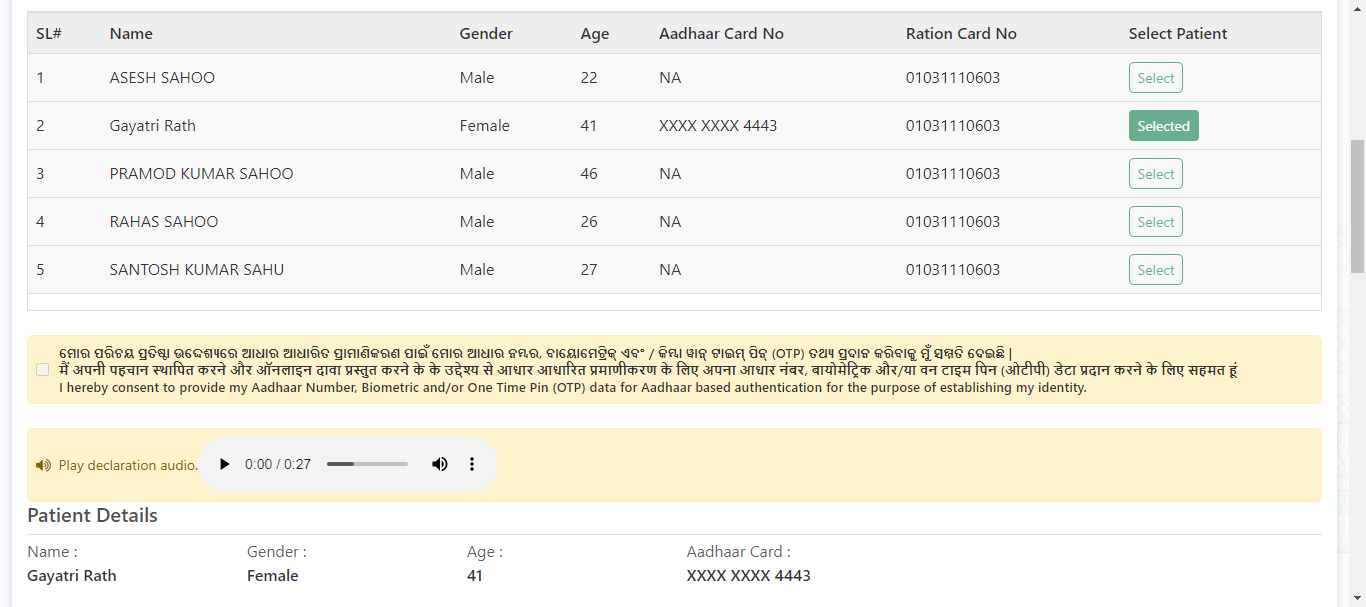 SL# Name Gender Age Aadhaar Card No Ration Card No Select Patient
1 ASESH SAHOO Male 22 NA 01031110603 Select
2 Gayatri Rath Female 41 XXXX XXXX 4443 01031110603 Selected
3 PRAMOD KUMAR SAHOO Male 46 NA 01031110603 Select
4 RAHAS SAHOO Male 26 NA 01031110603 Select
5 SANTOSH KUMAR SAHU Male 27 NA 01031110603 Select
ମୋର ପରିଚୟ ପ୍ରତିଷ୍ଠା ଉଦ୍ଦେଶ୍ୟରେ ଆଧାର ଆଧାରିତ ପ୍ରାମାଣିକରଣ ପାଇଁ ମୋର ଆଧାର ନମ୍ବର, ବାୟୋମେଟ୍ରିକ୍ ଏବଂ / କିମ୍ବା ୱାନ୍ ଟାଇମ୍ ପିନ୍ (OTP) ତଥ୍ୟ ପ୍ରଦାନ କରିବାକୁ ମୁଁ ସମ୍ମତି ଦେଇଛି |
मैं अपनी पहचान स्थापित करने और ऑनलाइन दावा प्रस्तुत करने के के उद्देश्य से आधार आधारित प्रमाणीकरण के लिए अपना आधार नंबर, बायोमेट्रिक और/या वन टाइम पिन (ओटीपी) डेटा प्रदान करने के लिए सहमत हूं
I hereby consent to provide my Aadhaar Number, Biometric and/or One Time Pin (OTP) data for Aadhaar based authentication for the purpose of establishing my identity.
Play declaration audio. 0:00 / 0:27
Patient Details
Name : Gender : Age : Aadhaar Card :
Gayatri Rath Female 41 XXXX XXXX 4443